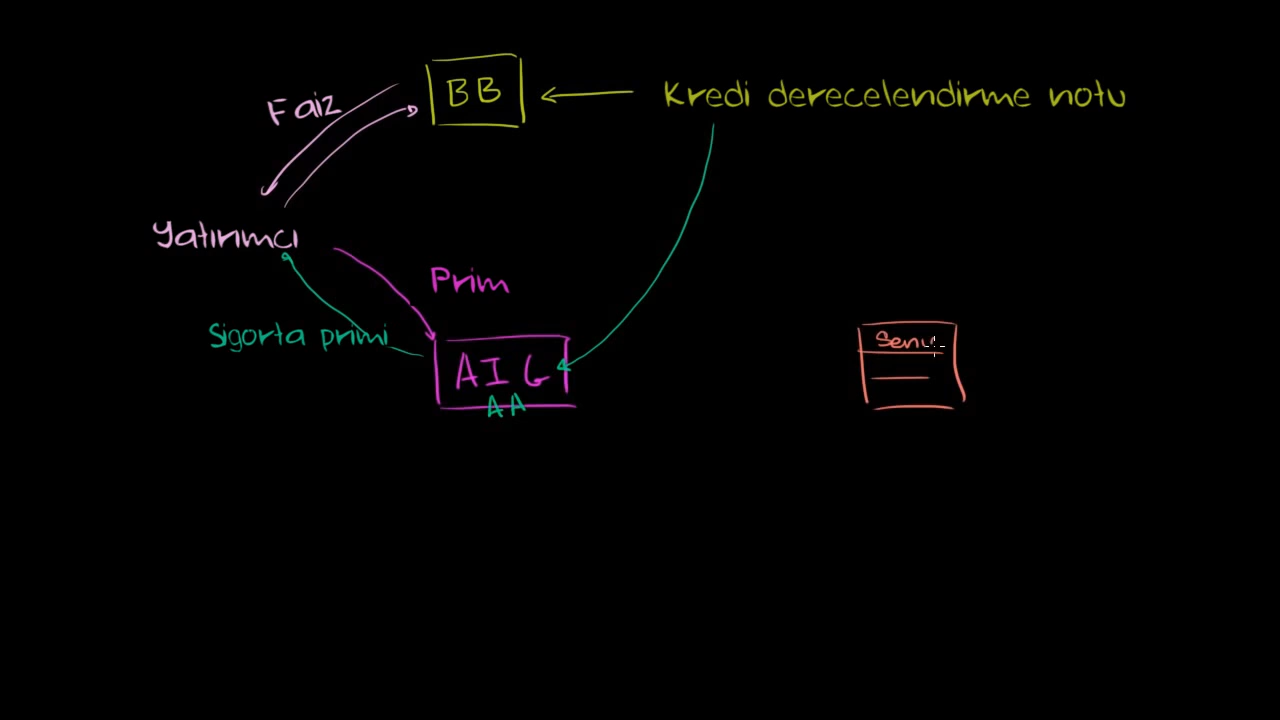 Faiz
BB
Kredi derecelendirme notu
Yatırımcı
Prim
Sigorta primi
AIG
AA